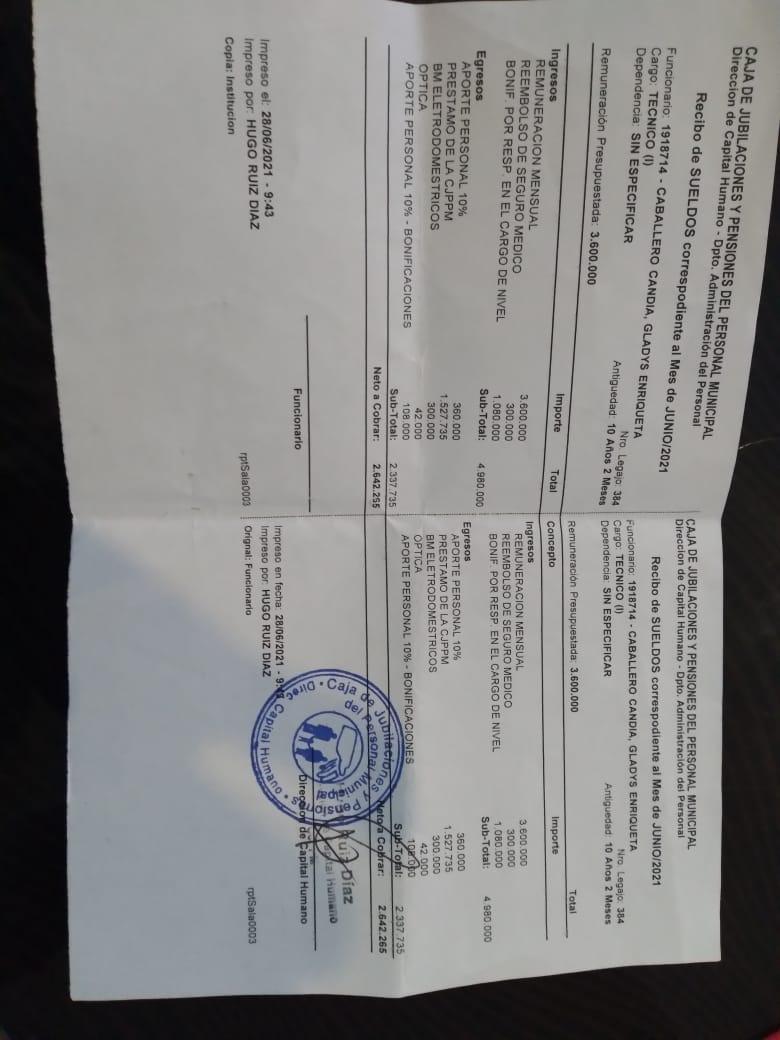 CAJA DE JUBILACIONES Y PENSIONES DEL PERSONAL MUNICIPAL
Direccion de Capital Humano - Dpto. Administración del Personal
Recibo de SUELDOS correspodiente al Mes de JUNIO/2021
Funcionario: 1918714 - CABALLERO CANDIA, GLADYS ENRIQUETA
Cargo: TECNICO (I) Nro. Legajo: 384
Dependencia: SIN ESPECIFICAR Antiguedad: 10 Años 2 Meses
Remuneración Presupuestada: 3.600.000
Importe Total
Ingresos
REMUNERACION MENSUAL 3.600.000
REEMBOLSO DE SEGURO MEDICO 300.000
BONIF. POR RESP. EN EL CARGO DE NIVEL 1.080.000
Sub-Total: 4.980.000
Egresos
APORTE PERSONAL 10% 360.000
PRESTAMO DE LA CJPPM 1.527.735
BM ELETRODOMESTRICOS 300.000
OPTICA 42.000
APORTE PERSONAL 10% - BONIFICACIONES 108.000
Sub-Total: 2.337.735
Neto a Cobrar: 2.642.265
Funcionario
Impreso el: 28/06/2021 - 9:43
Impreso por: HUGO RUIZ DIAZ
Copia: Institucion
rptSala0003
CAJA DE JUBILACIONES Y PENSIONES DEL PERSONAL MUNICIPAL
Direccion de Capital Humano - Dpto. Administración del Personal
Recibo de SUELDOS correspodiente al Mes de JUNIO/2021
Funcionario: 1918714 - CABALLERO CANDIA, GLADYS ENRIQUETA
Cargo: TECNICO (I) Nro. Legajo: 384
Dependencia: SIN ESPECIFICAR Antiguedad: 10 Años 2 Meses
Remuneración Presupuestada: 3.600.000
Concepto Importe Total
Ingresos
REMUNERACION MENSUAL 3.600.000
REEMBOLSO DE SEGURO MEDICO 300.000
BONIF. POR RESP. EN EL CARGO DE NIVEL 1.080.000
Sub-Total: 4.980.000
Egresos
APORTE PERSONAL 10% 360.000
PRESTAMO DE LA CJPPM 1.527.735
BM ELETRODOMESTRICOS 300.000
OPTICA 42.000
APORTE PERSONAL 10% - BONIFICACIONES 108.000
Sub-Total: 2.337.735
Neto a Cobrar: 2.642.265
Ruiz Díaz
Capital Humano
Direccion de Capital Humano
Caja de Jubilaciones y Pensiones
del Personal Municipal
Direc. Capital Humano
Impreso en fecha: 28/06/2021 - 9:43
Impreso por: HUGO RUIZ DIAZ
Orignal: Funcionario
rptSala0003